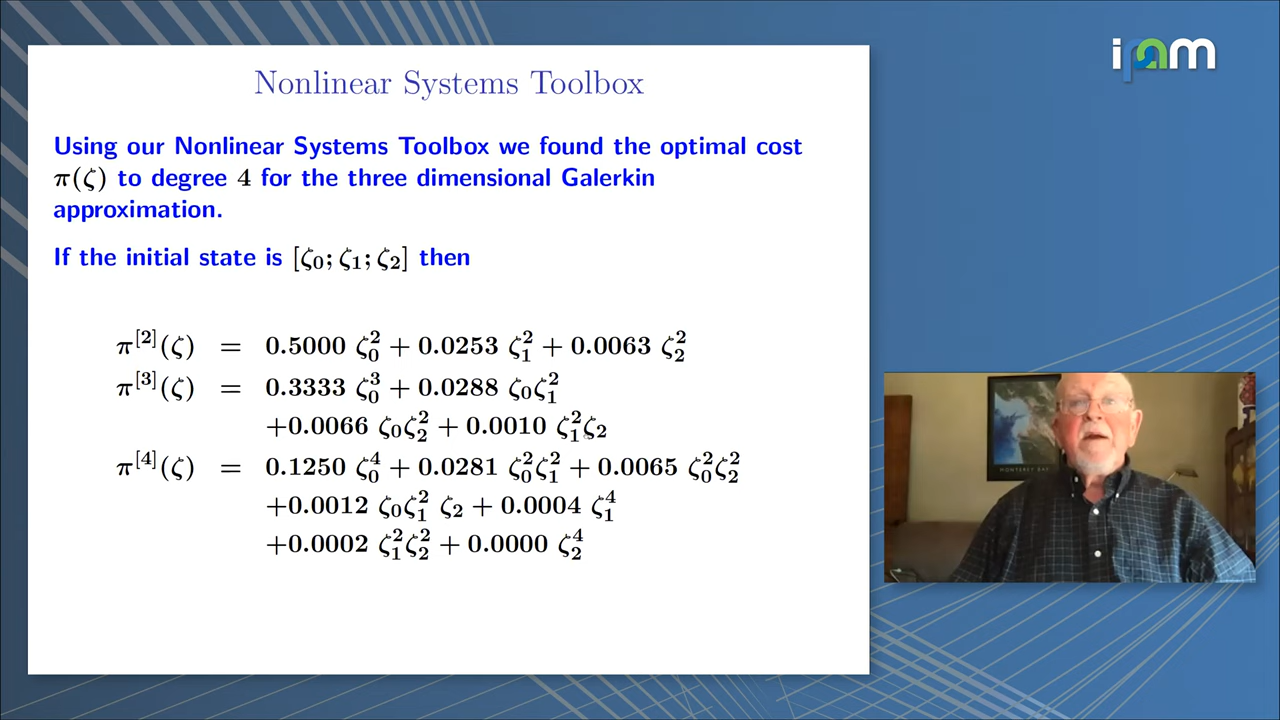 Nonlinear Systems Toolbox
ipam
Using our Nonlinear Systems Toolbox we found the optimal cost
π(ζ) to degree 4 for the three dimensional Galerkin
approximation.
If the initial state is [ζ₀; ζ₁; ζ₂] then
π^[2](ζ) = 0.5000 ζ₀² + 0.0253 ζ₁² + 0.0063 ζ₂²
π^[3](ζ) = 0.3333 ζ₀³ + 0.0288 ζ₀ζ₁²
+0.0066 ζ₀ζ₂² + 0.0010 ζ₁²ζ₂
π^[4](ζ) = 0.1250 ζ₀⁴ + 0.0281 ζ₀²ζ₁² + 0.0065 ζ₀²ζ₂²
+0.0012 ζ₀ζ₁² ζ₂ + 0.0004 ζ₁⁴
+0.0002 ζ₁²ζ₂² + 0.0000 ζ₂⁴
MONTEREY BAY